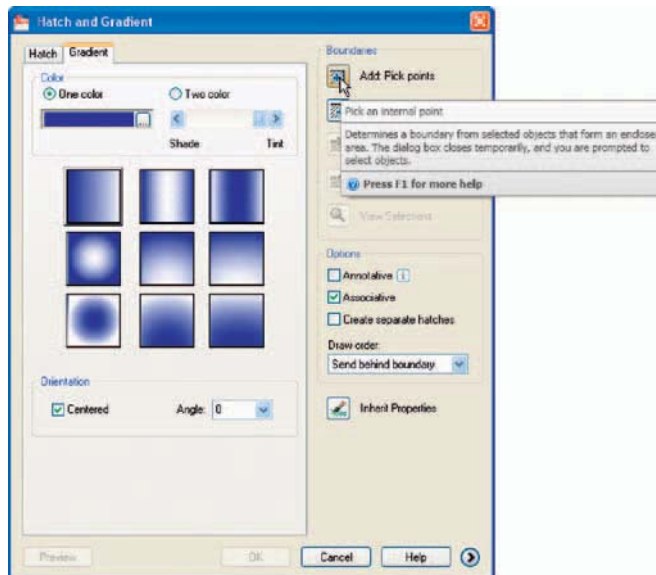 Hatch and Gradient
Hatch
Gradient
Color
One color
Two color
...
Shade
Tint
Orientation
Centered
Angle: 0
Boundaries
Add: Pick points
Pick an internal point
Determines a boundary from selected objects that form an enclose
area. The dialog box closes temporarily, and you are prompted to
select objects.
Press F1 for more help
View Selections
Options
Annotative
Associative
Create separate hatches
Draw order:
Send behind boundary
Inherit Properties
Preview
OK
Cancel
Help